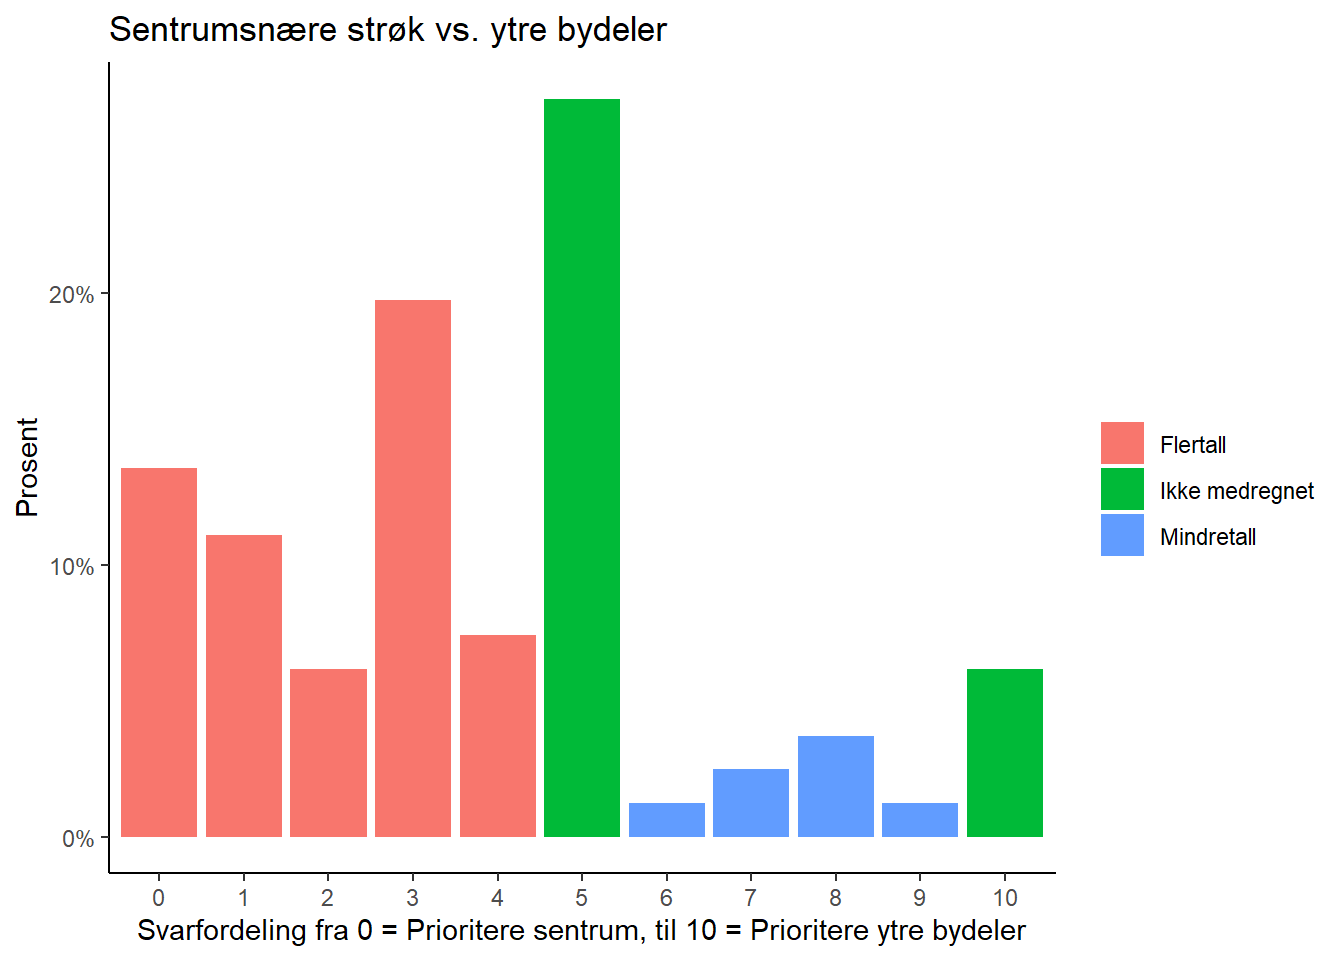 Sentrumsnære strøk vs. ytre bydeler
Prosent
20%
10%
0%
0 1 2 3 4 5 6 7 8 9 10
Svarfordeling fra 0 = Prioritere sentrum, til 10 = Prioritere ytre bydeler
Flertall
Ikke medregnet
Mindretall